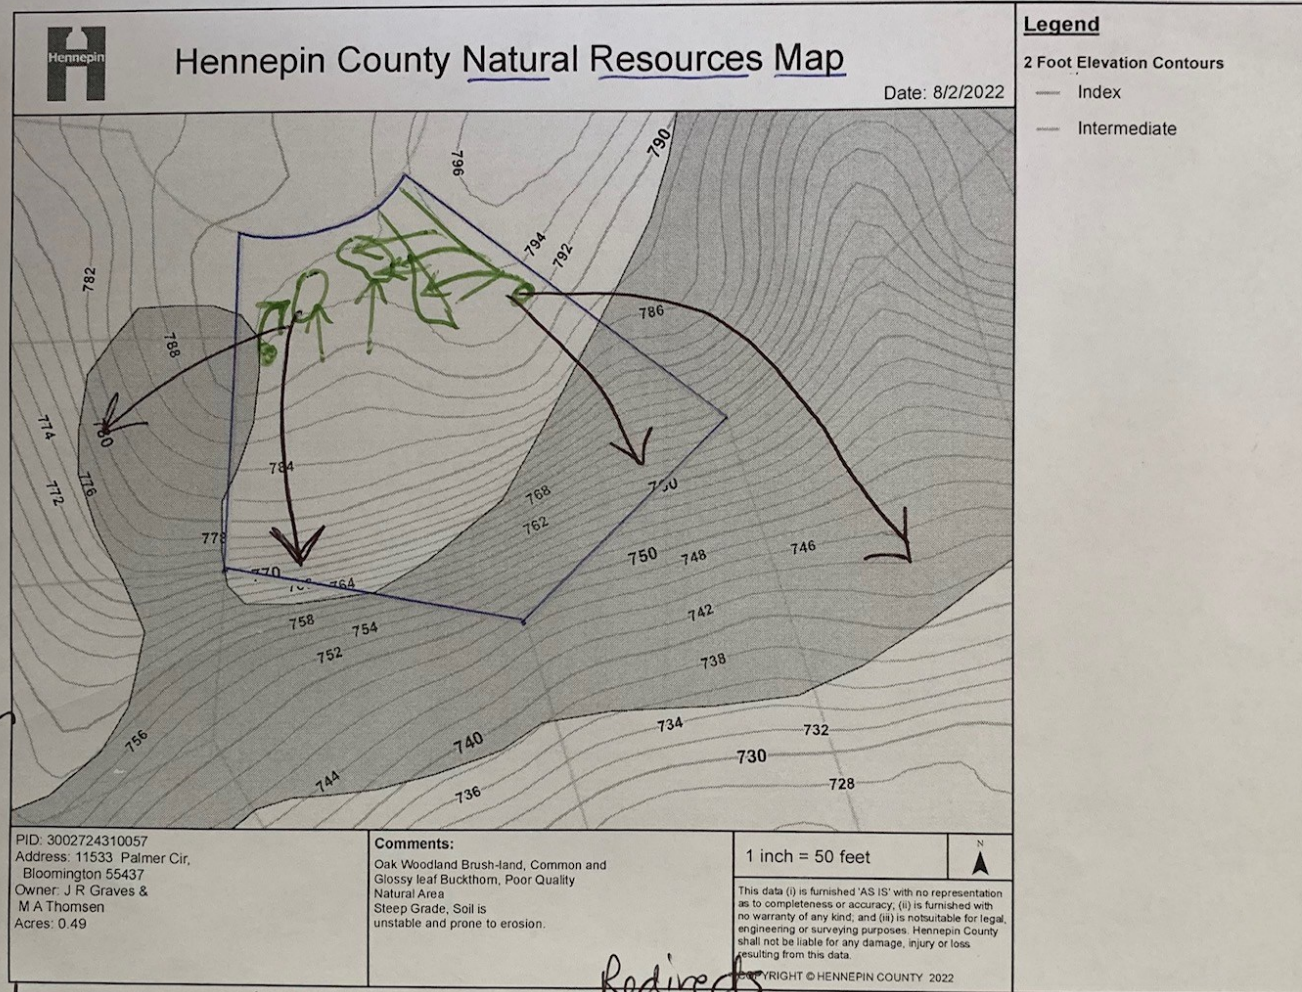 Hennepin
Hennepin County Natural Resources Map
Date: 8/2/2022
Legend
2 Foot Elevation Contours
Index
Intermediate
796
790
794
792
782
786
788
774
780
784
776
772
768
762
778
750
748
746
770
764
758
754
752
742
738
756
740
734
732
730
744
736
728
PID: 3002724310057
Address: 11533 Palmer Cir,
Bloomington 55437
Owner: J R Graves &
M A Thomsen
Acres: 0.49
Comments:
Oak Woodland Brush-land, Common and
Glossy leaf Buckthorn, Poor Quality
Natural Area
Steep Grade, Soil is
unstable and prone to erosion.
1 inch = 50 feet
N
This data (i) is furnished 'AS IS' with no representation
as to completeness or accuracy; (ii) is furnished with
no warranty of any kind; and (iii) is notsuitable for legal,
engineering or surveying purposes. Hennepin County
shall not be liable for any damage, injury or loss
resulting from this data.
COPYRIGHT © HENNEPIN COUNTY 2022